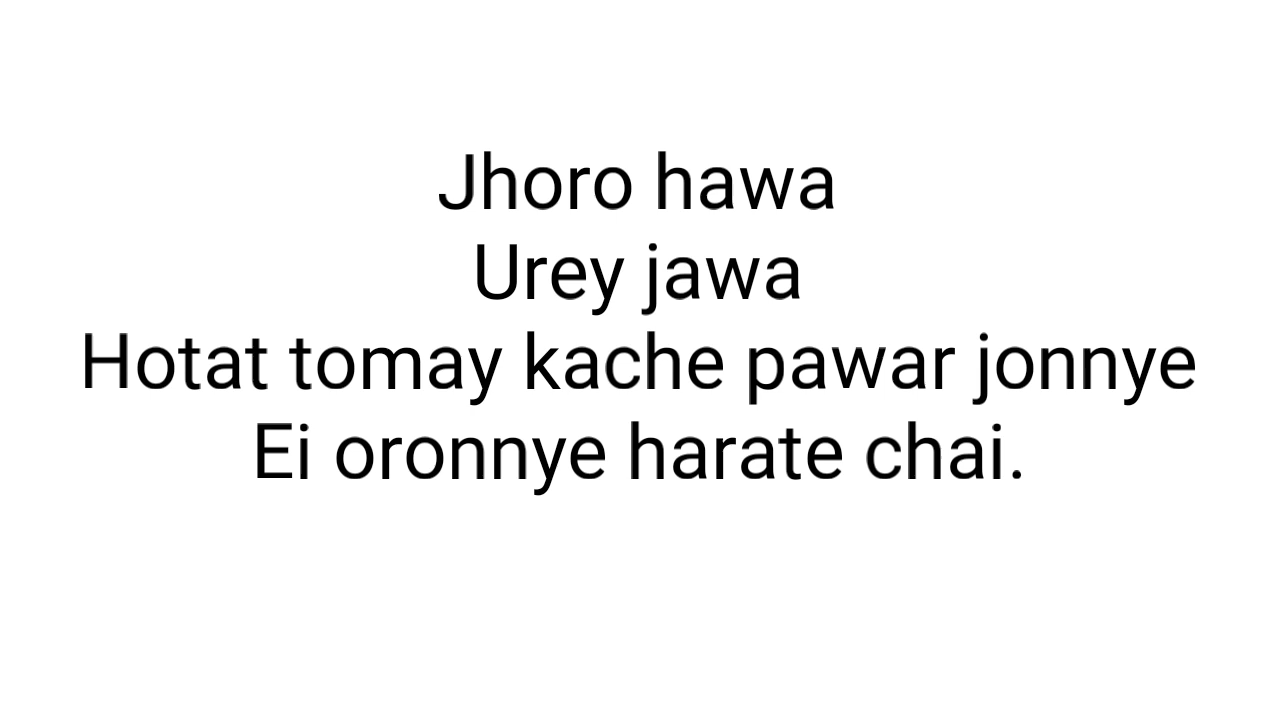 Jhoro hawa
Urey jawa
Hotat tomay kache pawar jonnye
Ei oronnye harate chai.